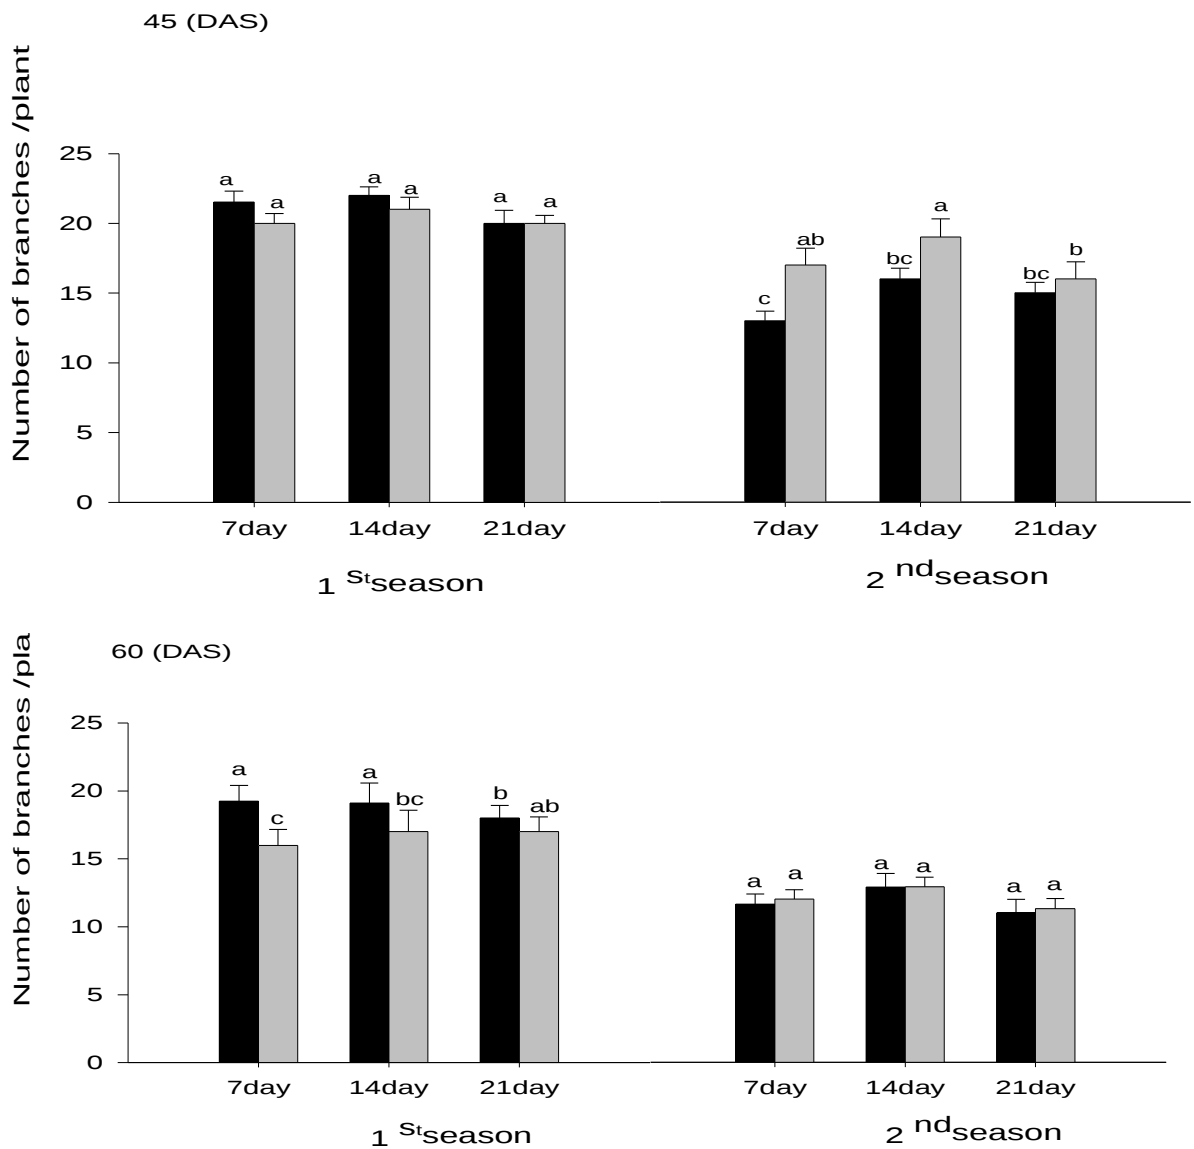 45 (DAS)
Number of branches /plant
25
20
15
10
5
0
a a a a a a
c ab bc a bc b
7day 14day 21day 7day 14day 21day
1 Stseason 2 ndseason
60 (DAS)
Number of branches /pla
25
20
15
10
5
0
a c a bc b ab
a a a a a a
7day 14day 21day 7day 14day 21day
1 Stseason 2 ndseason